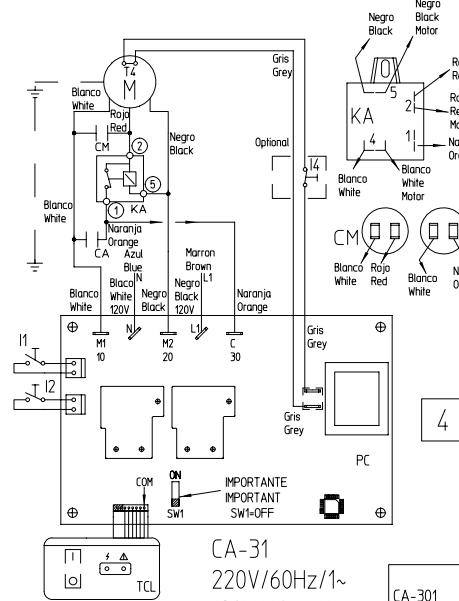 Negro
Black
Negro
Black
Motor
T4
M
Gris
Grey
5
KA
2
4
1
Blanco
White
Blanco
White
Motor
Blanco
White
Rojo
Red
CM
2
Negro
Black
5
1
KA
Optional
I4
Blanco
White
Naranja
Orange
CA
CM
Blanco
White
Rojo
Red
Blanco
White
Azul
Blue
N
Marron
Brown
L1
Blanco
White
Blaco
White
120V
Negro
Black
Negro
Black
120V
Naranja
Orange
M1
10
N
M2
20
L1
C
30
Gris
Grey
I1
I2
Gris
Grey
PC
4
COM
ON
SW1
IMPORTANTE
IMPORTANT
SW1=OFF
TCL
CA-31
220V/60Hz/1~
CA-301